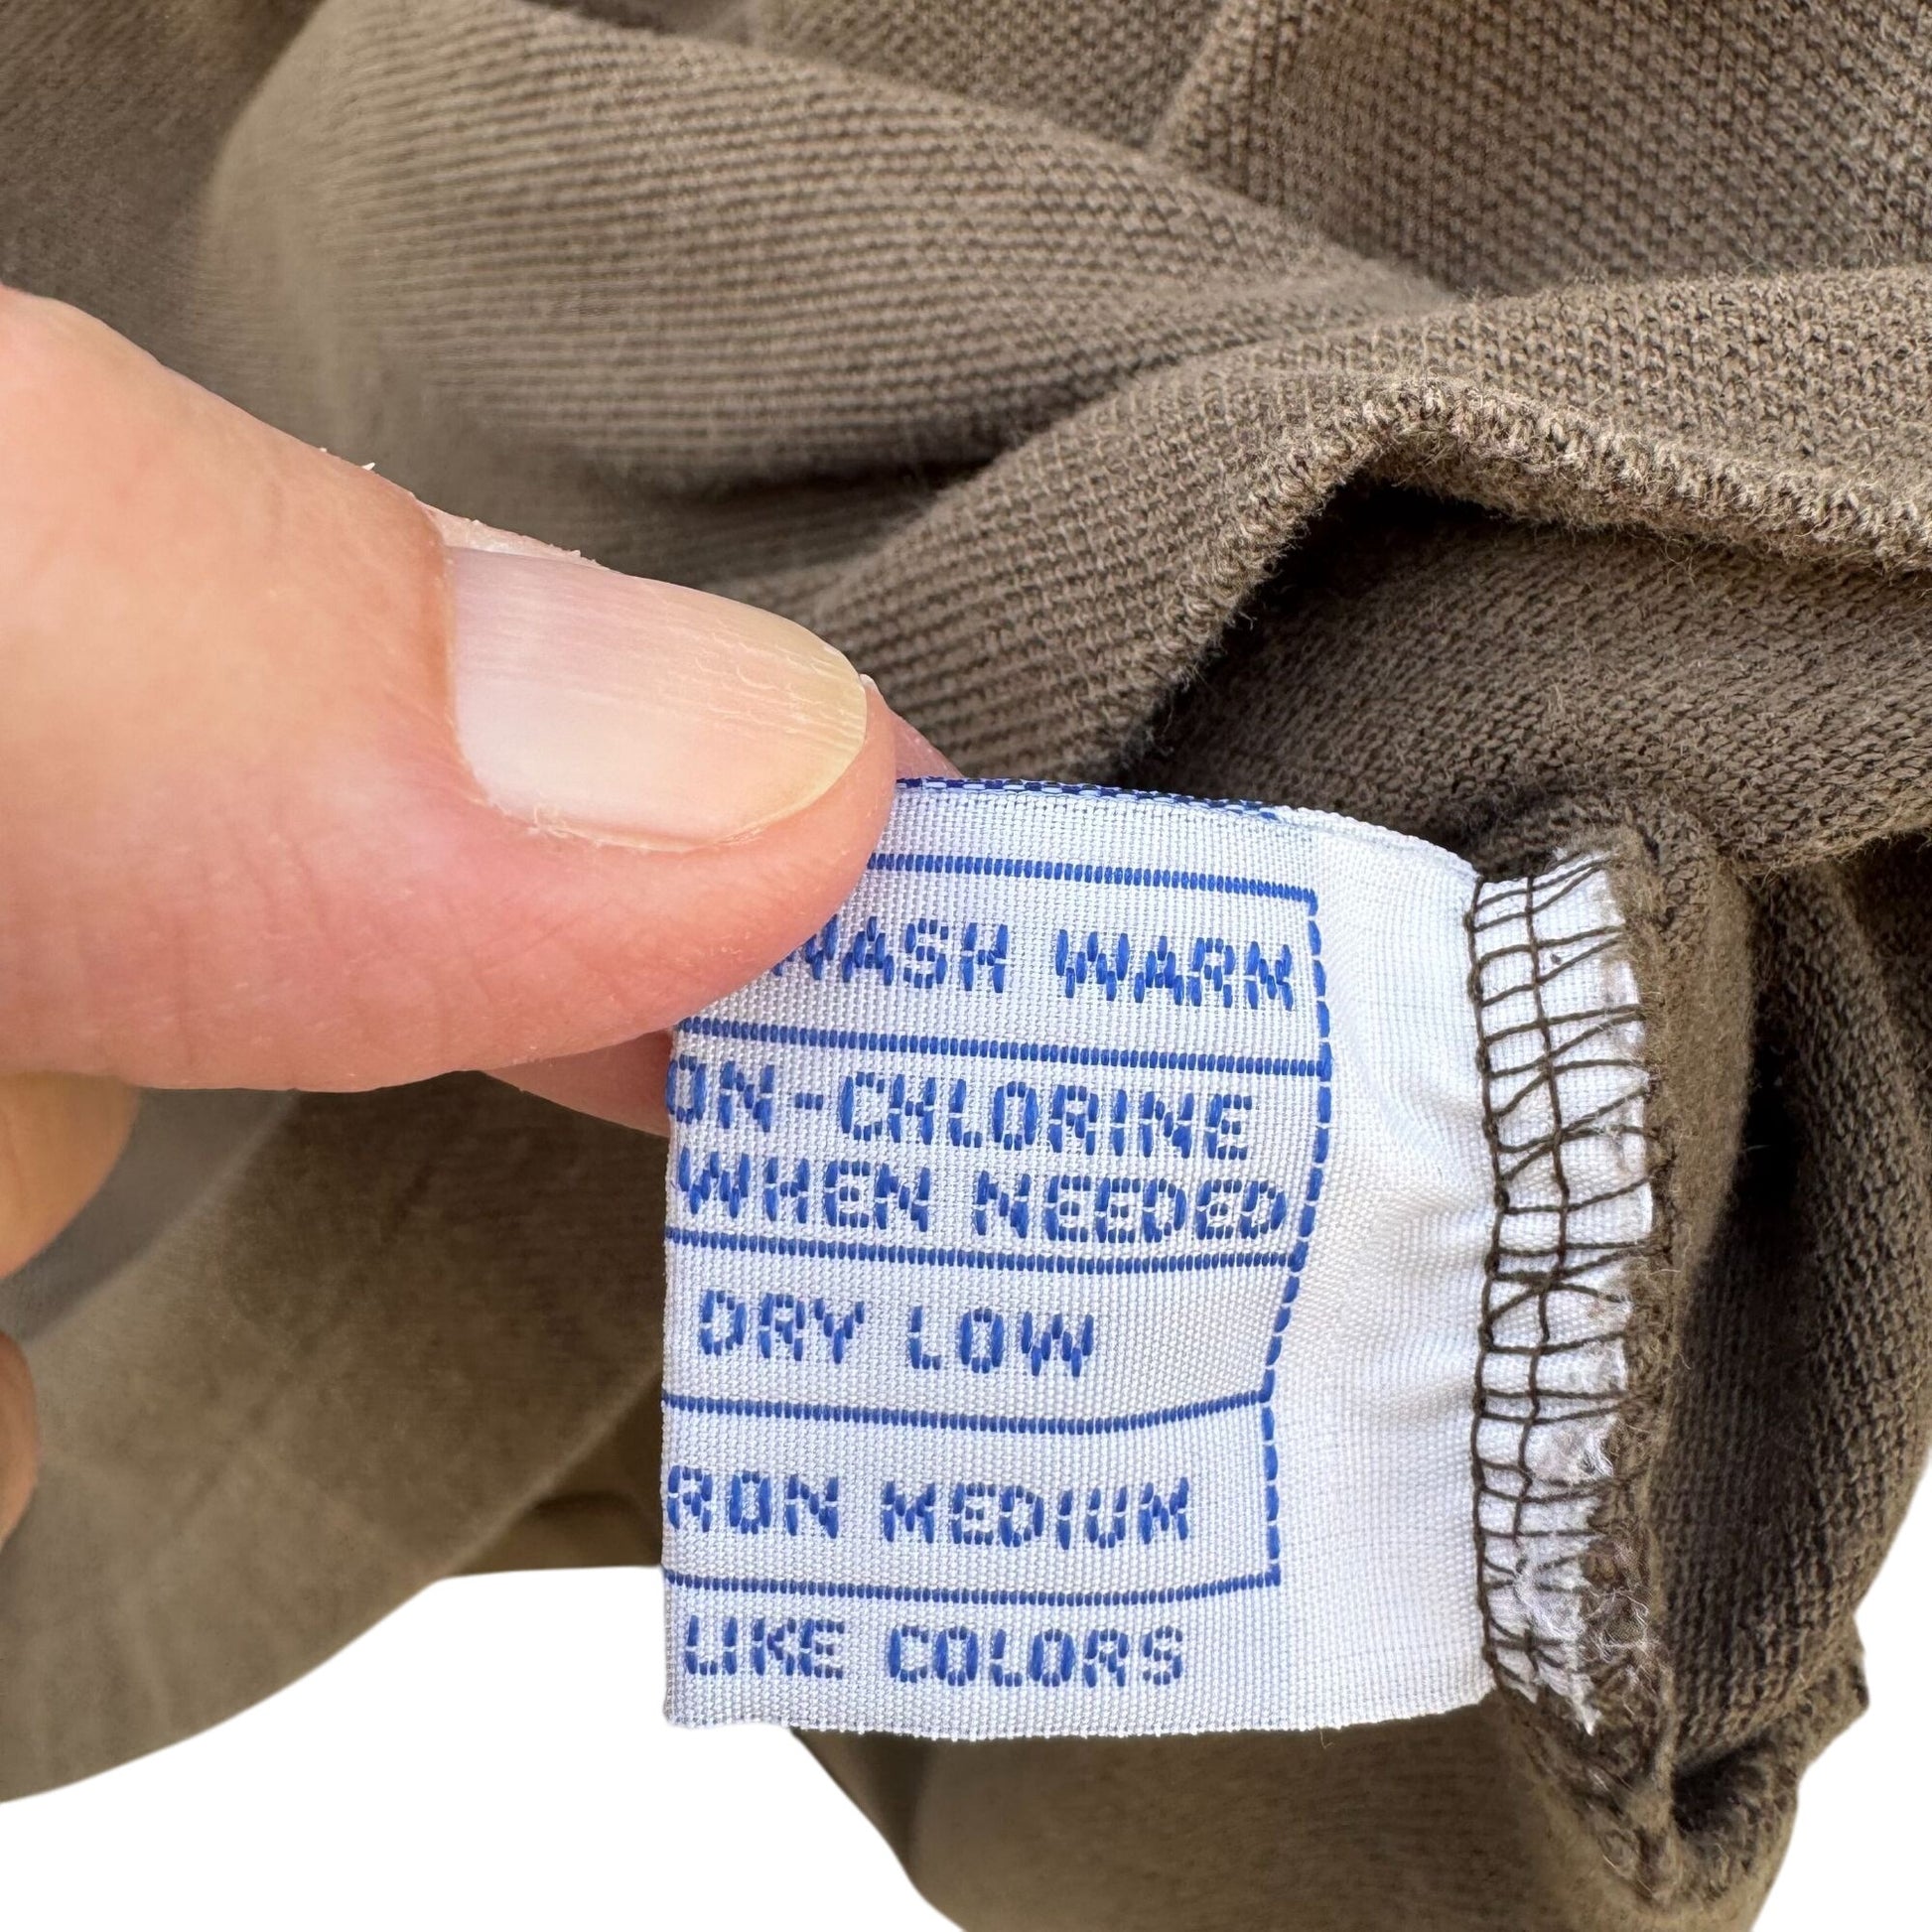 WASH WARM
ON-CHLORINE
WHEN NEEDED
DRY LOW
RON MEDIUM
LIKE COLORS